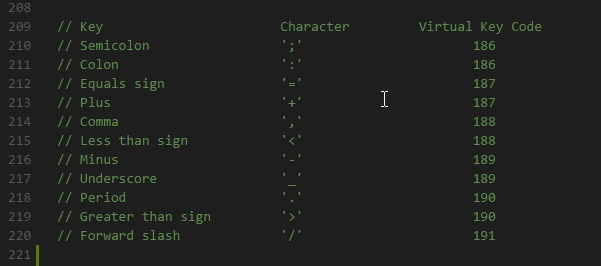 208
209 // Key Character Virtual Key Code
210 // Semicolon ';' 186
211 // Colon ':' 186
212 // Equals sign '=' 187
213 // Plus '+' 187
214 // Comma ',' 188
215 // Less than sign '<' 188
216 // Minus '-' 189
217 // Underscore '_' 189
218 // Period '.' 190
219 // Greater than sign '>' 190
220 // Forward slash '/' 191
221